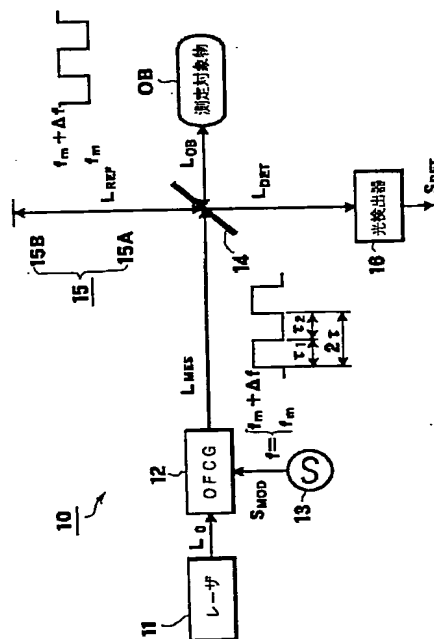 10
11
レーザ
L0
12
OFCG
SMOD
13
S
LMES
f= fm+Δf
fm
τ1
τ2
2τ
14
15
15B
15A
LREF
fm+Δf
fm
LOB
OB
測定対象物
LDET
16
光検出器
SDET